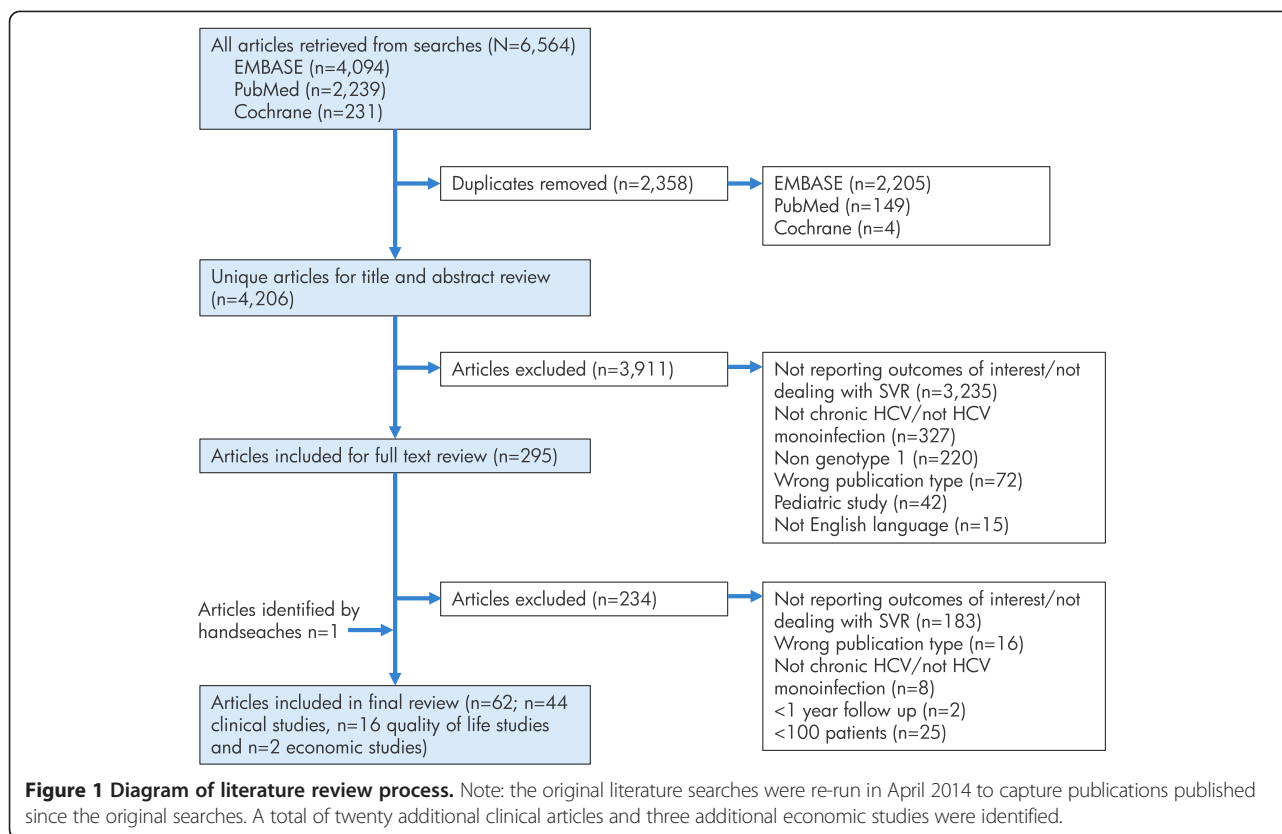 All articles retrieved from searches (N=6,564)
EMBASE (n=4,094)
PubMed (n=2,239)
Cochrane (n=231)
Duplicates removed (n=2,358)
EMBASE (n=2,205)
PubMed (n=149)
Cochrane (n=4)
Unique articles for title and abstract review
(n=4,206)
Articles excluded (n=3,911)
Not reporting outcomes of interest/not
dealing with SVR (n=3,235)
Not chronic HCV/not HCV
monoinfection (n=327)
Non genotype 1 (n=220)
Wrong publication type (n=72)
Pediatric study (n=42)
Not English language (n=15)
Articles included for full text review (n=295)
Articles excluded (n=234)
Not reporting outcomes of interest/not
dealing with SVR (n=183)
Wrong publication type (n=16)
Not chronic HCV/not HCV
monoinfection (n=8)
<1 year follow up (n=2)
<100 patients (n=25)
Articles identified by
handseaches n=1
Articles included in final review (n=62; n=44
clinical studies, n=16 quality of life studies
and n=2 economic studies)
Figure 1 Diagram of literature review process. Note: the original literature searches were re-run in April 2014 to capture publications published
since the original searches. A total of twenty additional clinical articles and three additional economic studies were identified.